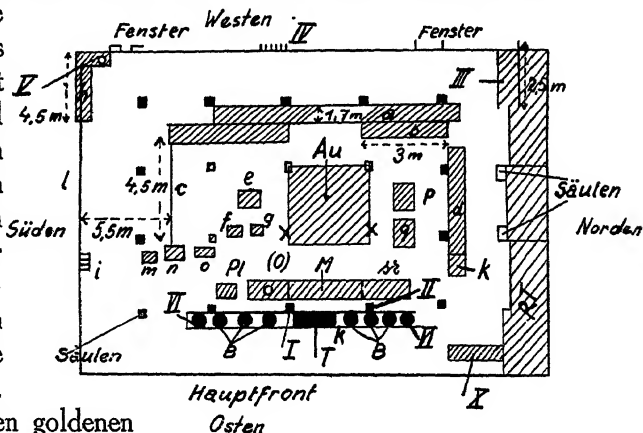 Fenster Westen IV Fenster
V III
4,5m 1,7m a 2,5m
b
Au 3m
l 4,5m c e p d Säulen
Süden 5,5m f g q Norden
i m n o k
Pl (O) M sr II
VI VI
Säulen B I T k B X
Hauptfront
en goldenen Osten